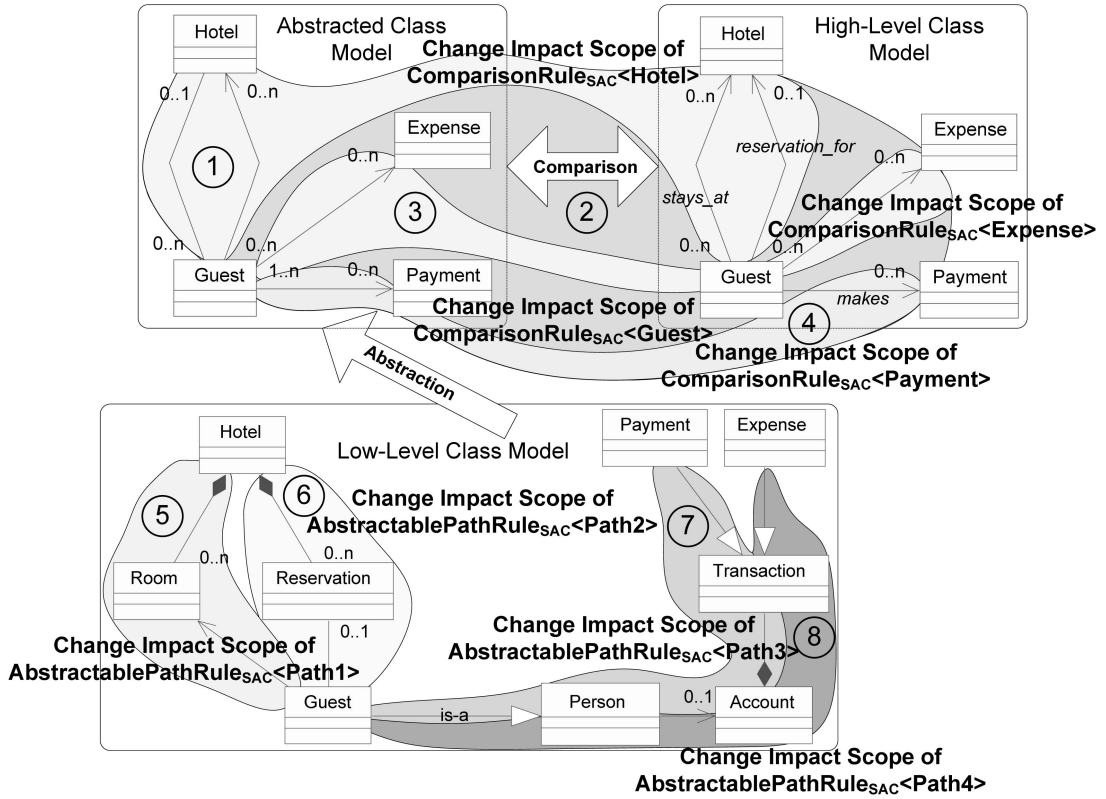 Abstracted Class
Model
High-Level Class
Model
Hotel
Hotel
Change Impact Scope of
ComparisonRuleSAC<Hotel>
0..1
0..n
0..n
0..1
Expense
Expense
1
Comparison
reservation_for
0..n
0..n
2
3
stays_at
Change Impact Scope of
ComparisonRuleSAC<Expense>
0..n
0..n
0..n
0..n
Guest
1..n
0..n
Payment
Guest
0..n
Payment
makes
Change Impact Scope of
ComparisonRuleSAC<Guest>
4
Change Impact Scope of
ComparisonRuleSAC<Payment>
Abstraction
Hotel
Low-Level Class Model
Payment
Expense
5
6
Change Impact Scope of
AbstractablePathRuleSAC<Path2>
7
0..n
0..n
Room
Reservation
Transaction
0..1
Change Impact Scope of
AbstractablePathRuleSAC<Path1>
Change Impact Scope of
AbstractablePathRuleSAC<Path3>
8
Guest
is-a
Person
0..1
Account
Change Impact Scope of
AbstractablePathRuleSAC<Path4>